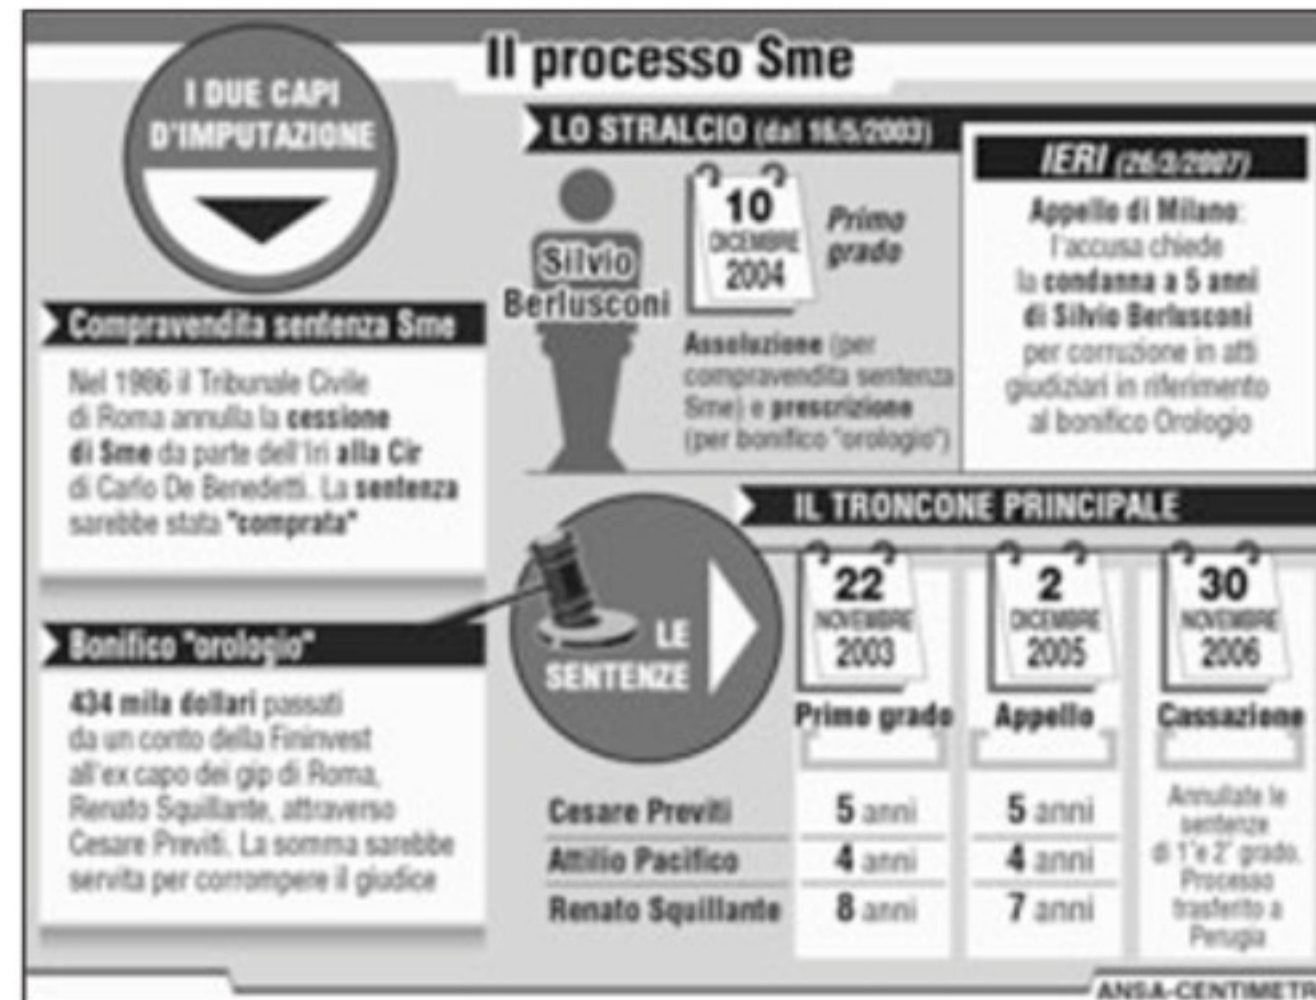 Il processo Sme
I DUE CAPI
D'IMPUTAZIONE
Compravendita sentenza Sme
Nel 1986 il Tribunale Civile
di Roma annulla la cessione
di Sme da parte dell'Iri alla Cir
di Carlo De Benedetti. La sentenza
sarebbe stata "comprata"
Bonifico "orologio"
434 mila dollari passati
da un conto della Fininvest
all'ex capo dei gip di Roma,
Renato Squillante, attraverso
Cesare Previti. La somma sarebbe
servita per corrompere il giudice
LO STRALCIO (dal 16/5/2003)
Silvio
Berlusconi
10
DICEMBRE
2004
Primo
grado
Assoluzione (per
compravendita sentenza
Sme) e prescrizione
(per bonifico "orologio")
IERI (26/3/2007)
Appello di Milano:
l'accusa chiede
la condanna a 5 anni
di Silvio Berlusconi
per corruzione in atti
giudiziari in riferimento
al bonifico Orologio
LE
SENTENZE
IL TRONCONE PRINCIPALE
22
NOVEMBRE
2003
Primo grado
2
DICEMBRE
2005
Appello
30
NOVEMBRE
2006
Cassazione
Cesare Previti 5 anni 5 anni
Attilio Pacifico 4 anni 4 anni
Renato Squillante 8 anni 7 anni
Annullate le
sentenze
di 1° e 2° grado.
Processo
trasferito a
Perugia
ANSA-CENTIMETR